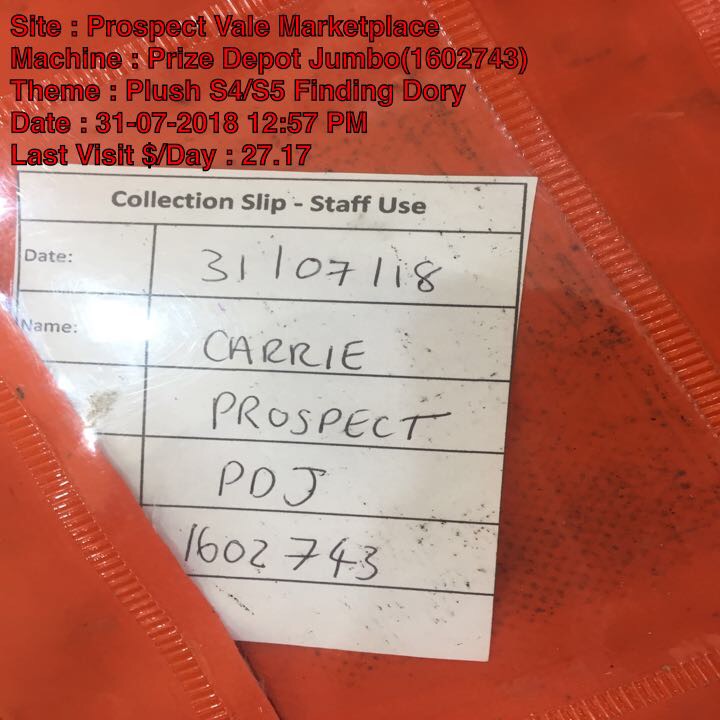 Site : Prospect Vale Marketplace
Machine : Prize Depot Jumbo(1602743)
Theme : Plush S4/S5 Finding Dory
Date : 31-07-2018 12:57 PM
Last Visit $/Day : 27.17
Collection Slip - Staff Use
Date: 31/07/18
Name: CARRIE
PROSPECT
PDJ
1602743